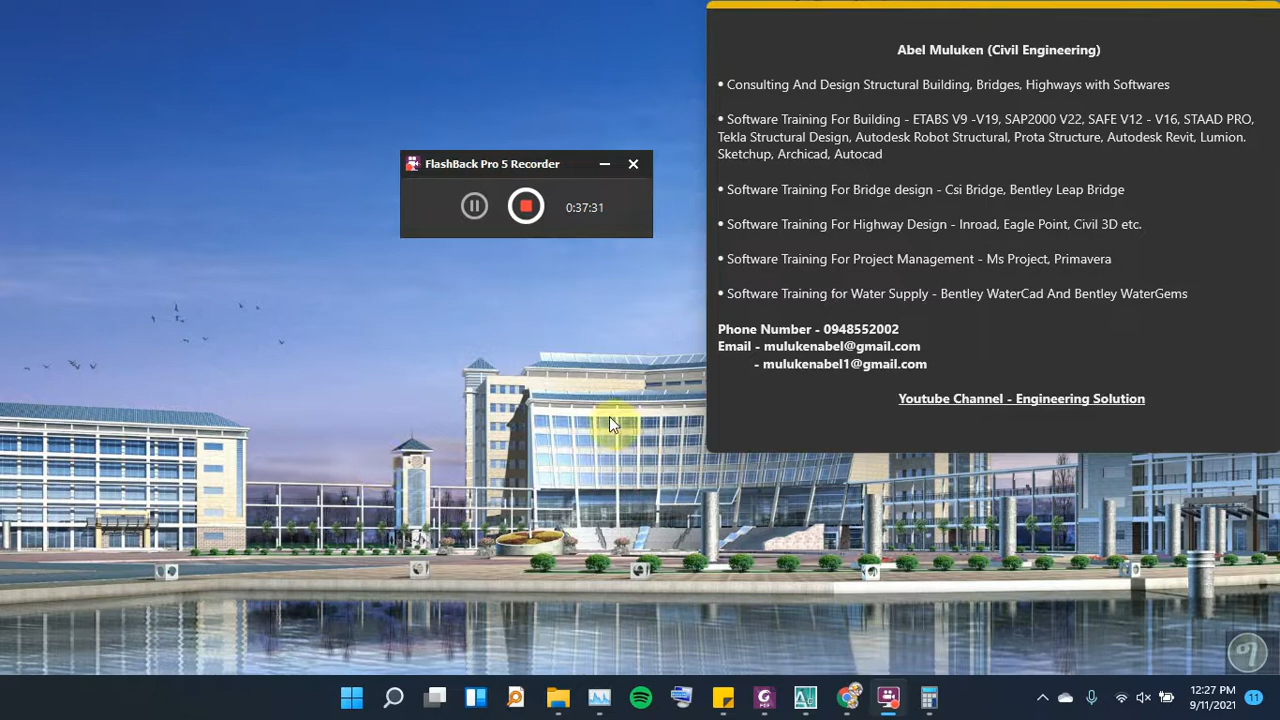 Abel Muluken (Civil Engineering)
• Consulting And Design Structural Building, Bridges, Highways with Softwares
• Software Training For Building - ETABS V9 -V19, SAP2000 V22, SAFE V12 - V16, STAAD PRO,
Tekla Structural Design, Autodesk Robot Structural, Prota Structure, Autodesk Revit, Lumion.
Sketchup, Archicad, Autocad
FlashBack Pro 5 Recorder
0:37:31
• Software Training For Bridge design - Csi Bridge, Bentley Leap Bridge
• Software Training For Highway Design - Inroad, Eagle Point, Civil 3D etc.
• Software Training For Project Management - Ms Project, Primavera
• Software Training for Water Supply - Bentley WaterCad And Bentley WaterGems
Phone Number - 0948552002
Email - mulukenabel@gmail.com
- mulukenabel1@gmail.com
Youtube Channel - Engineering Solution
12:27 PM
9/11/2021
11